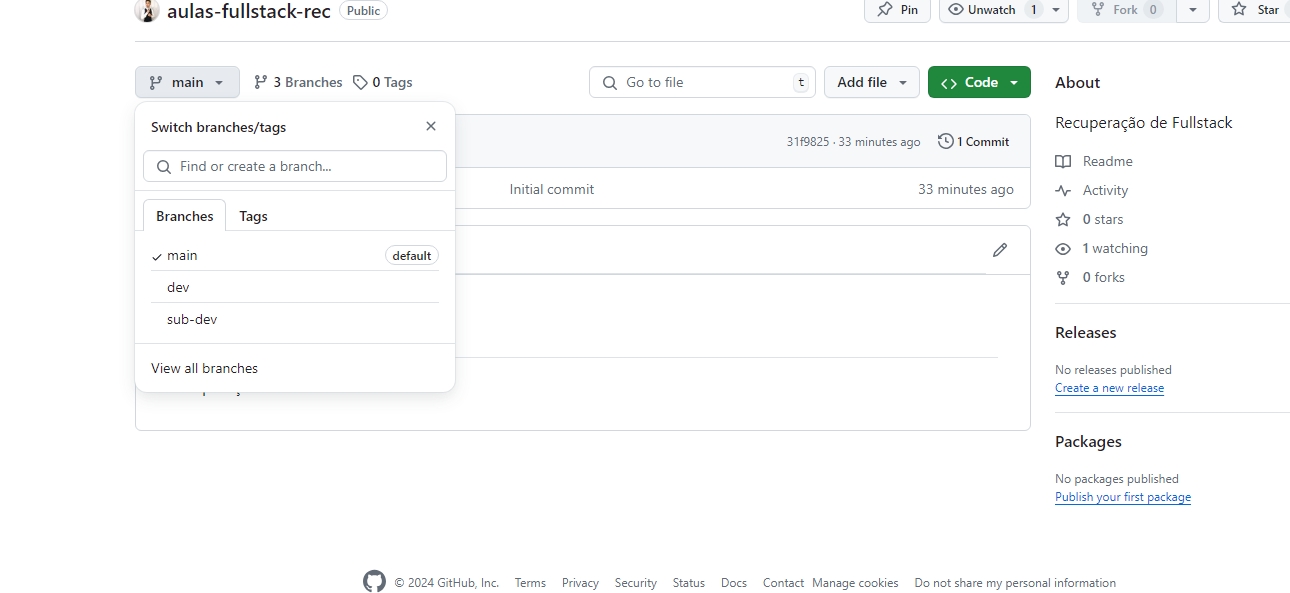 aulas-fullstack-rec Public
Pin Unwatch 1 Fork 0 Star
main 3 Branches 0 Tags Go to file t Add file <> Code
Switch branches/tags
Find or create a branch...
Branches Tags
main default
dev
sub-dev
View all branches
31f9825 · 33 minutes ago 1 Commit
Initial commit 33 minutes ago
About
Recuperação de Fullstack
Readme
Activity
0 stars
1 watching
0 forks
Releases
No releases published
Create a new release
Packages
No packages published
Publish your first package
© 2024 GitHub, Inc. Terms Privacy Security Status Docs Contact Manage cookies Do not share my personal information